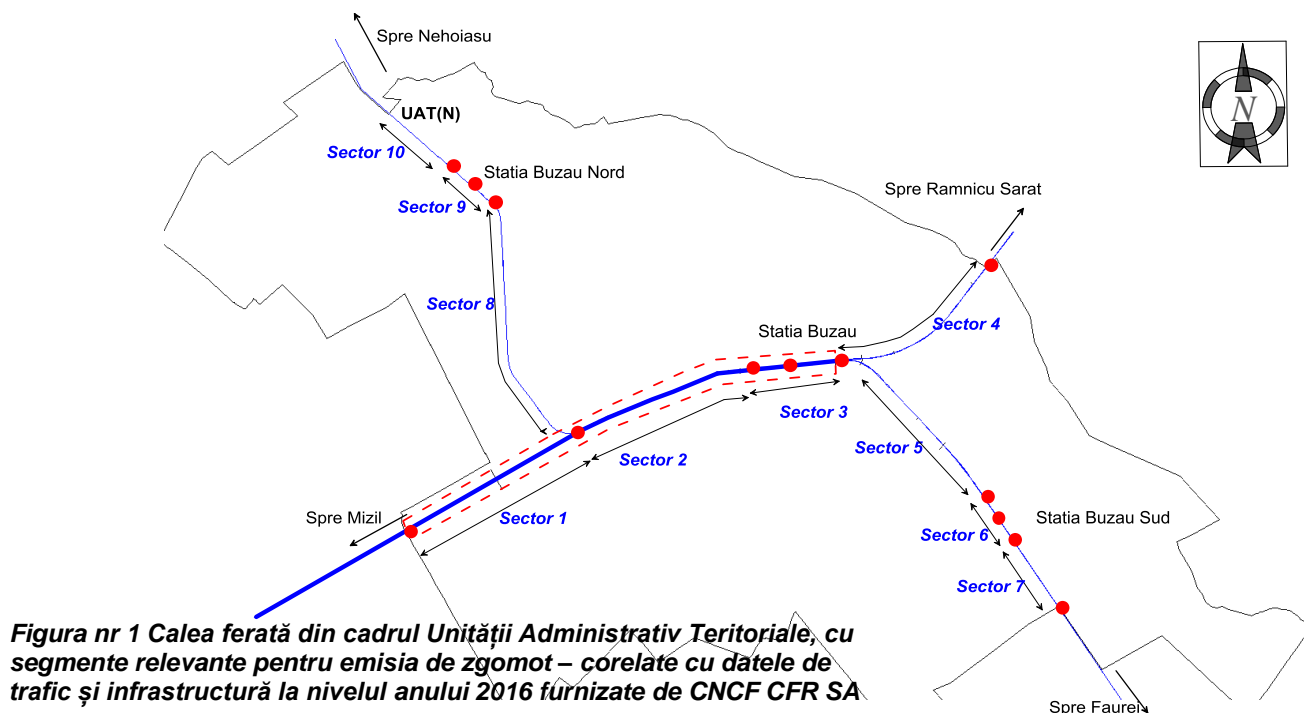 Spre Nehoiasu
UAT(N)
N
Sector 10
Statia Buzau Nord
Spre Ramnicu Sarat
Sector 9
Sector 8
Statia Buzau
Sector 4
Sector 3
Sector 5
Sector 2
Spre Mizil
Sector 1
Statia Buzau Sud
Sector 6
Sector 7
Figura nr 1 Calea ferată din cadrul Unității Administrativ Teritoriale, cu
segmente relevante pentru emisia de zgomot – corelate cu datele de
trafic și infrastructură la nivelul anului 2016 furnizate de CNCF CFR SA
Spre Faurei